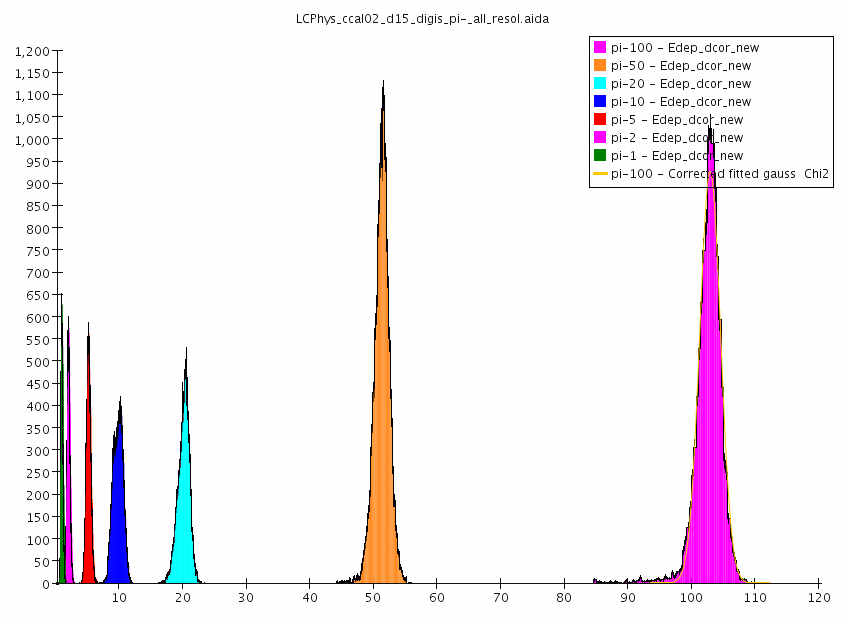 LCPhys_ccal02_d15_digis_pi-_all_resol.aida
pi-100 - Edep_dcor_new
pi-50 - Edep_dcor_new
pi-20 - Edep_dcor_new
pi-10 - Edep_dcor_new
pi-5 - Edep_dcor_new
pi-2 - Edep_dcor_new
pi-1 - Edep_dcor_new
pi-100 - Corrected fitted gauss Chi2
1,200
1,150
1,100
1,050
1,000
950
900
850
800
750
700
650
600
550
500
450
400
350
300
250
200
150
100
50
0
10 20 30 40 50 60 70 80 90 100 110 120